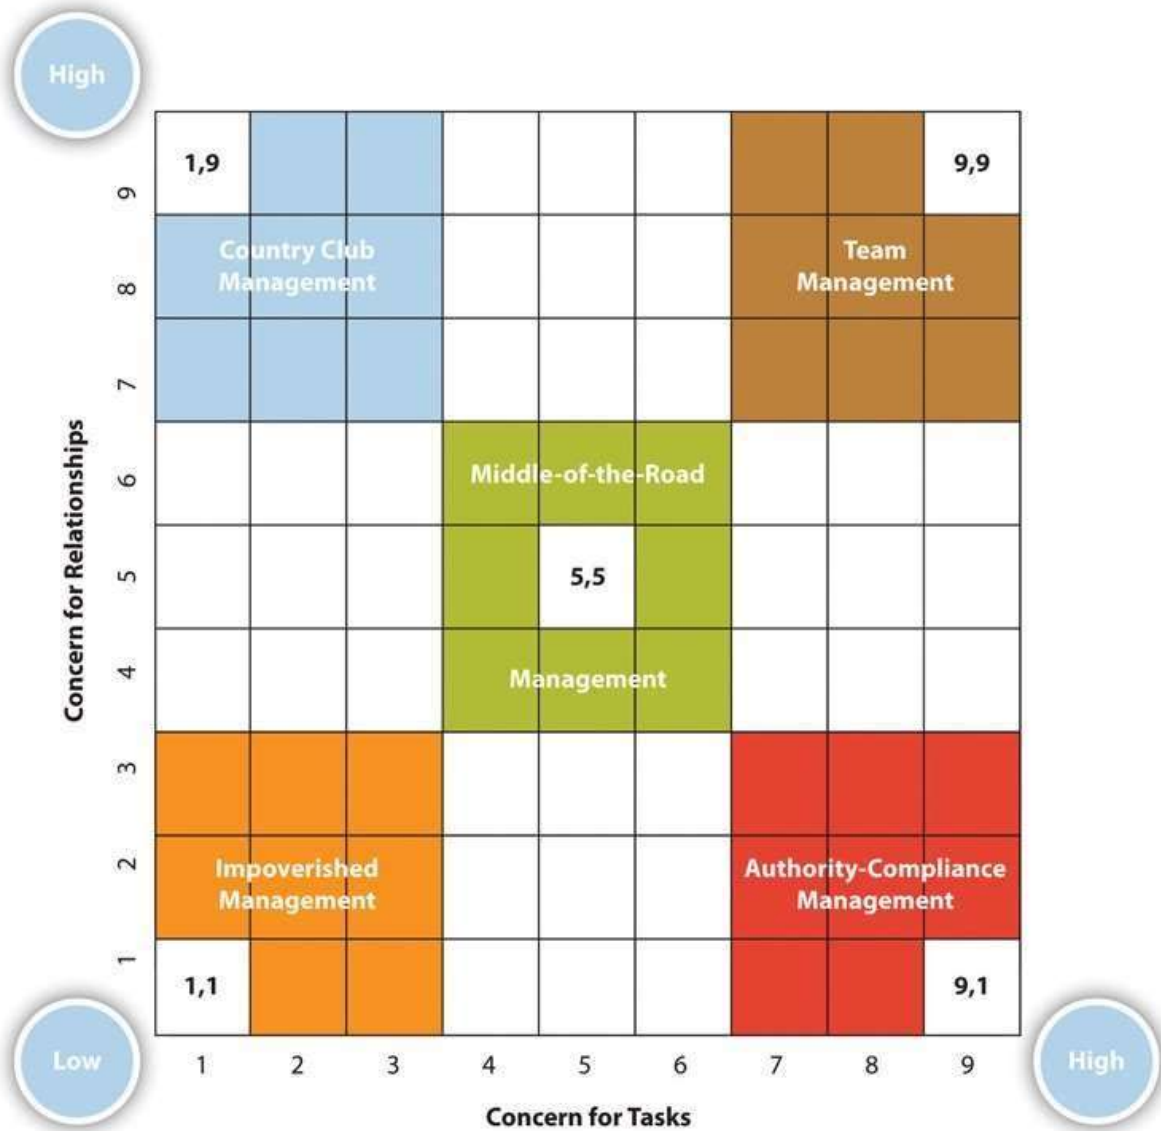 High
1,9
9,9
9
Country Club
Management
Team
Management
8
7
Concern for Relationships
Middle-of-the-Road
6
5,5
5
Management
4
3
Impoverished
Management
Authority-Compliance
Management
2
1
1,1
9,1
Low
1 2 3 4 5 6 7 8 9
High
Concern for Tasks